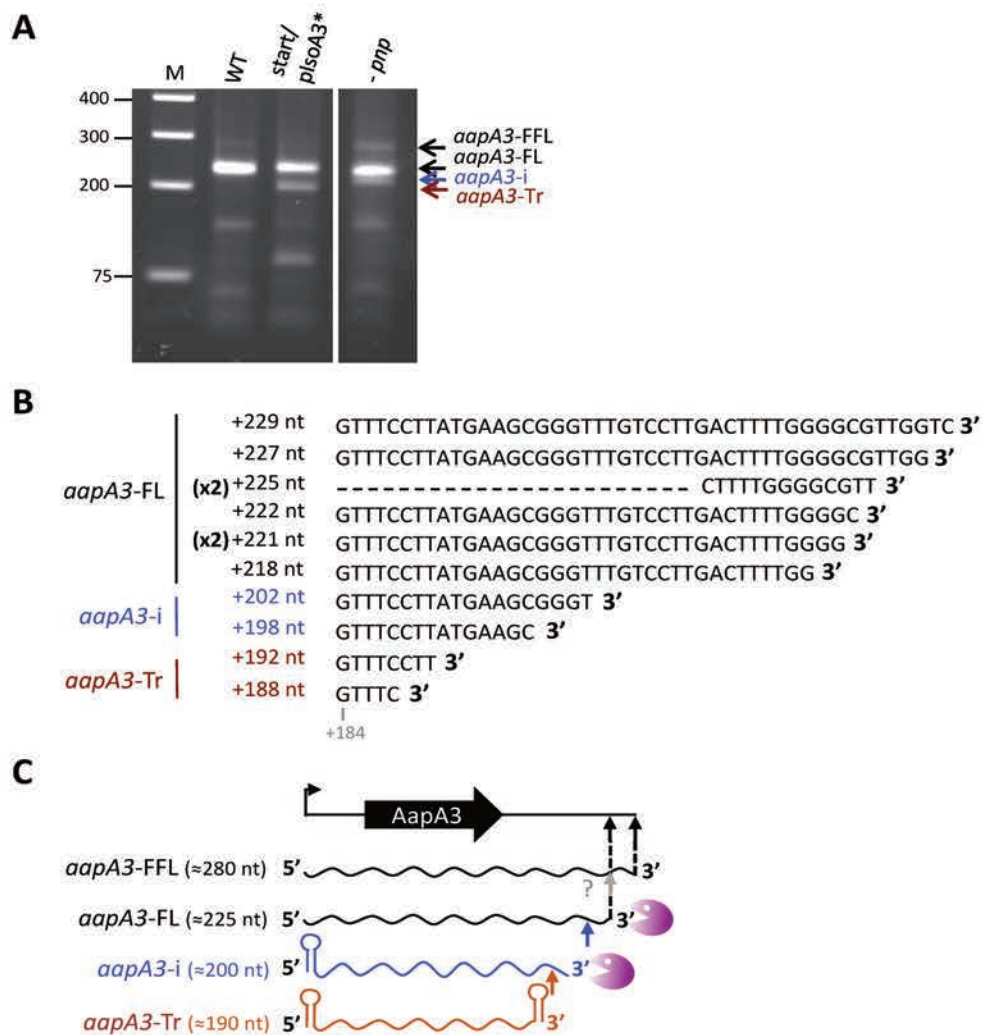 A
M
WT
start/
pIsoA3*
- pnp
400
300
200
75
aapA3-FFL
aapA3-FL
aapA3-i
aapA3-Tr
B
aapA3-FL
+229 nt GTTTCCTTATGAAGCGGGTTTGTCCTTGACTTTTGGGGCGTTGGTC 3’
+227 nt GTTTCCTTATGAAGCGGGTTTGTCCTTGACTTTTGGGGCGTTGG 3’
(x2) +225 nt CTTTTGGGGCGTT 3’
+222 nt GTTTCCTTATGAAGCGGGTTTGTCCTTGACTTTTGGGGC 3’
(x2) +221 nt GTTTCCTTATGAAGCGGGTTTGTCCTTGACTTTTGGGG 3’
+218 nt GTTTCCTTATGAAGCGGGTTTGTCCTTGACTTTTGG 3’
aapA3-i
+202 nt GTTTCCTTATGAAGCGGGT 3’
+198 nt GTTTCCTTATGAAGC 3’
aapA3-Tr
+192 nt GTTTCCTT 3’
+188 nt GTTTC 3’
+184
C
AapA3
aapA3-FFL (≈280 nt) 5’ 3’
?
aapA3-FL (≈225 nt) 5’ 3’
aapA3-i (≈200 nt) 5’ 3’
aapA3-Tr (≈190 nt) 5’ 3’